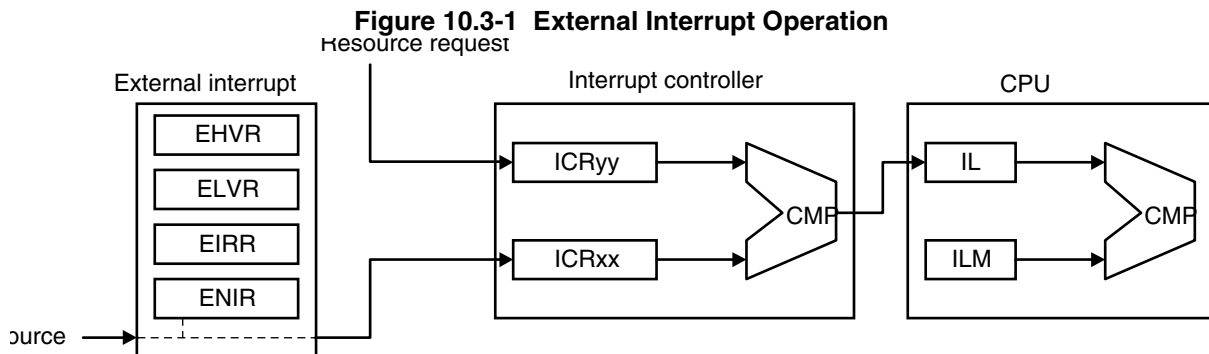 Figure 10.3-1 External Interrupt Operation
Resource request
External interrupt
Interrupt controller
CPU
EHVR
ELVR
EIRR
ENIR
ource
ICRyy
ICRxx
CMP
IL
ILM
CMP